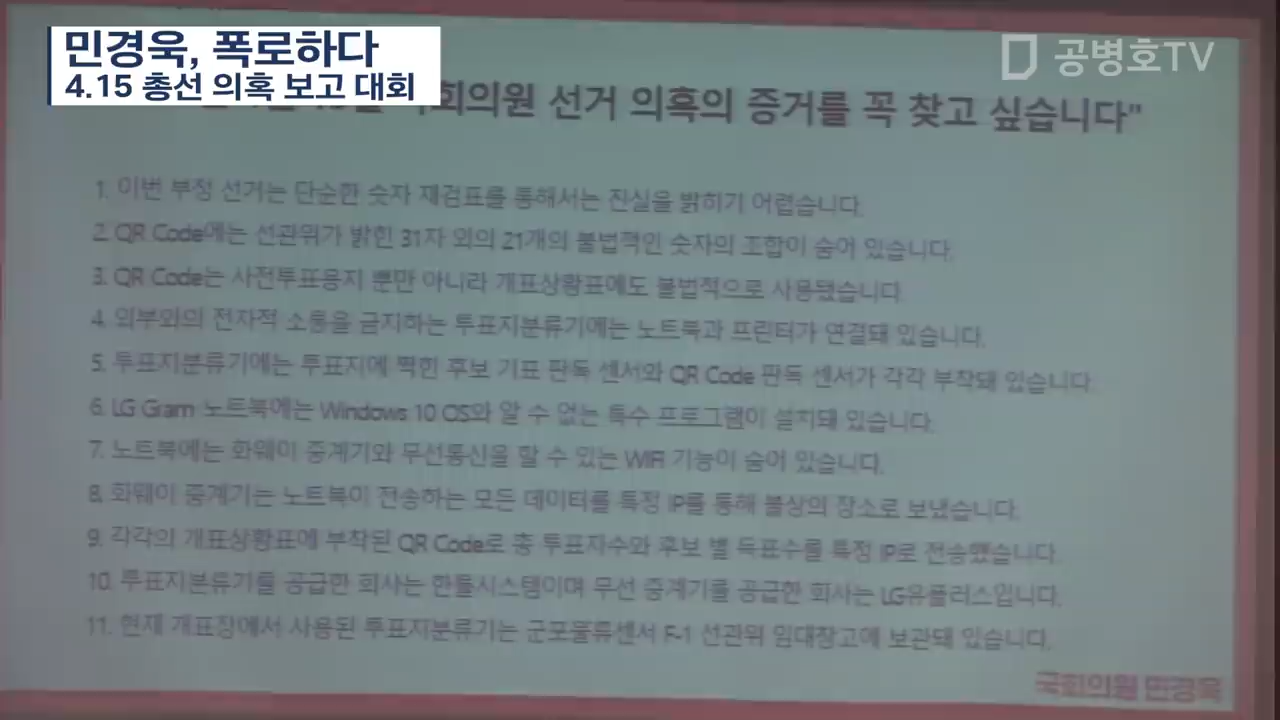 민경욱, 폭로하다
4.15 총선 의혹 보고 대회
공병호TV
국회의원 선거 의혹의 증거를 꼭 찾고 싶습니다"
1. 이번 부정 선거는 단순한 숫자 재검표를 통해서는 진실을 밝히기 어렵습니다.
2. QR Code에는 선관위가 밝힌 31자 외의 21개의 불법적인 숫자의 조합이 숨어 있습니다.
3. QR Code는 사전투표용지 뿐만 아니라 개표상황표에도 불법적으로 사용됐습니다.
4. 외부와의 전자적 소통을 금지하는 투표지분류기에는 노트북과 프린터가 연결돼 있습니다.
5. 투표지분류기에는 투표지에 찍힌 후보 기표 판독 센서와 QR Code 판독 센서가 각각 부착돼 있습니다.
6. LG Gram 노트북에는 Windows 10 OS와 알 수 없는 특수 프로그램이 설치돼 있습니다.
7. 노트북에는 화웨이 중계기와 무선통신을 할 수 있는 WIFI 기능이 숨어 있습니다.
8. 화웨이 중계기는 노트북이 전송하는 모든 데이터를 특정 IP를 통해 불상의 장소로 보냈습니다.
9. 각각의 개표상황표에 부착된 QR Code로 총 투표자수와 후보 별 득표수를 특정 IP로 전송했습니다.
10. 투표지분류기를 공급한 회사는 한틀시스템이며 무선 중계기를 공급한 회사는 LG유플러스입니다.
11. 현재 개표장에서 사용된 투표지분류기는 군포물류센서 F-1 선관위 임대창고에 보관돼 있습니다.
국회의원 민경욱